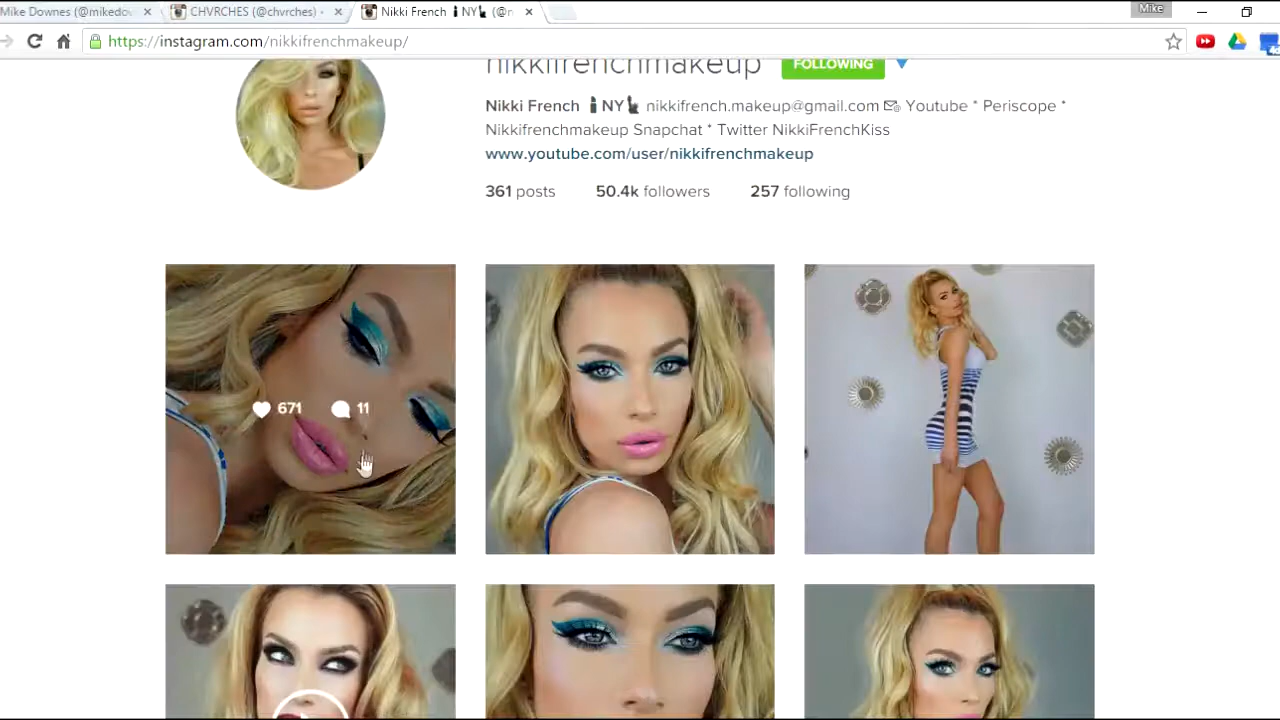 Mike Downes (@mikedov
CHVRCHES (@chvrches) •
Nikki French NY (@n
Mike
https://instagram.com/nikkifrenchmakeup/
nikkifrenchmakeup
FOLLOWING
Nikki French NY nikkifrench.makeup@gmail.com Youtube * Periscope *
Nikkifrenchmakeup Snapchat * Twitter NikkiFrenchKiss
www.youtube.com/user/nikkifrenchmakeup
361 posts 50.4k followers 257 following
671 11